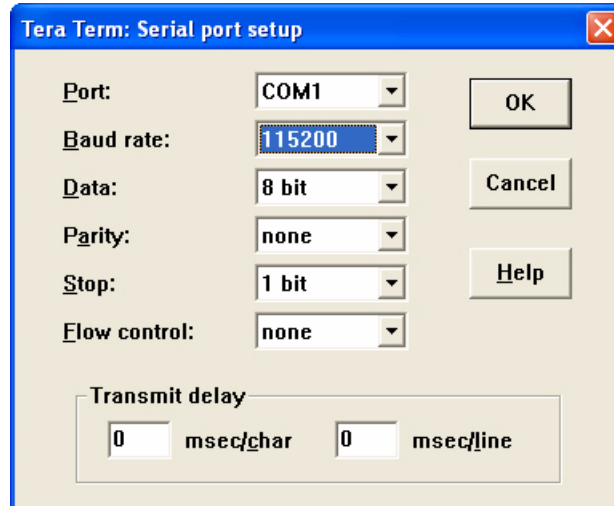 Tera Term: Serial port setup
Port: COM1 OK
Baud rate: 115200
Data: 8 bit Cancel
Parity: none
Stop: 1 bit Help
Flow control: none
Transmit delay
0 msec/char 0 msec/line